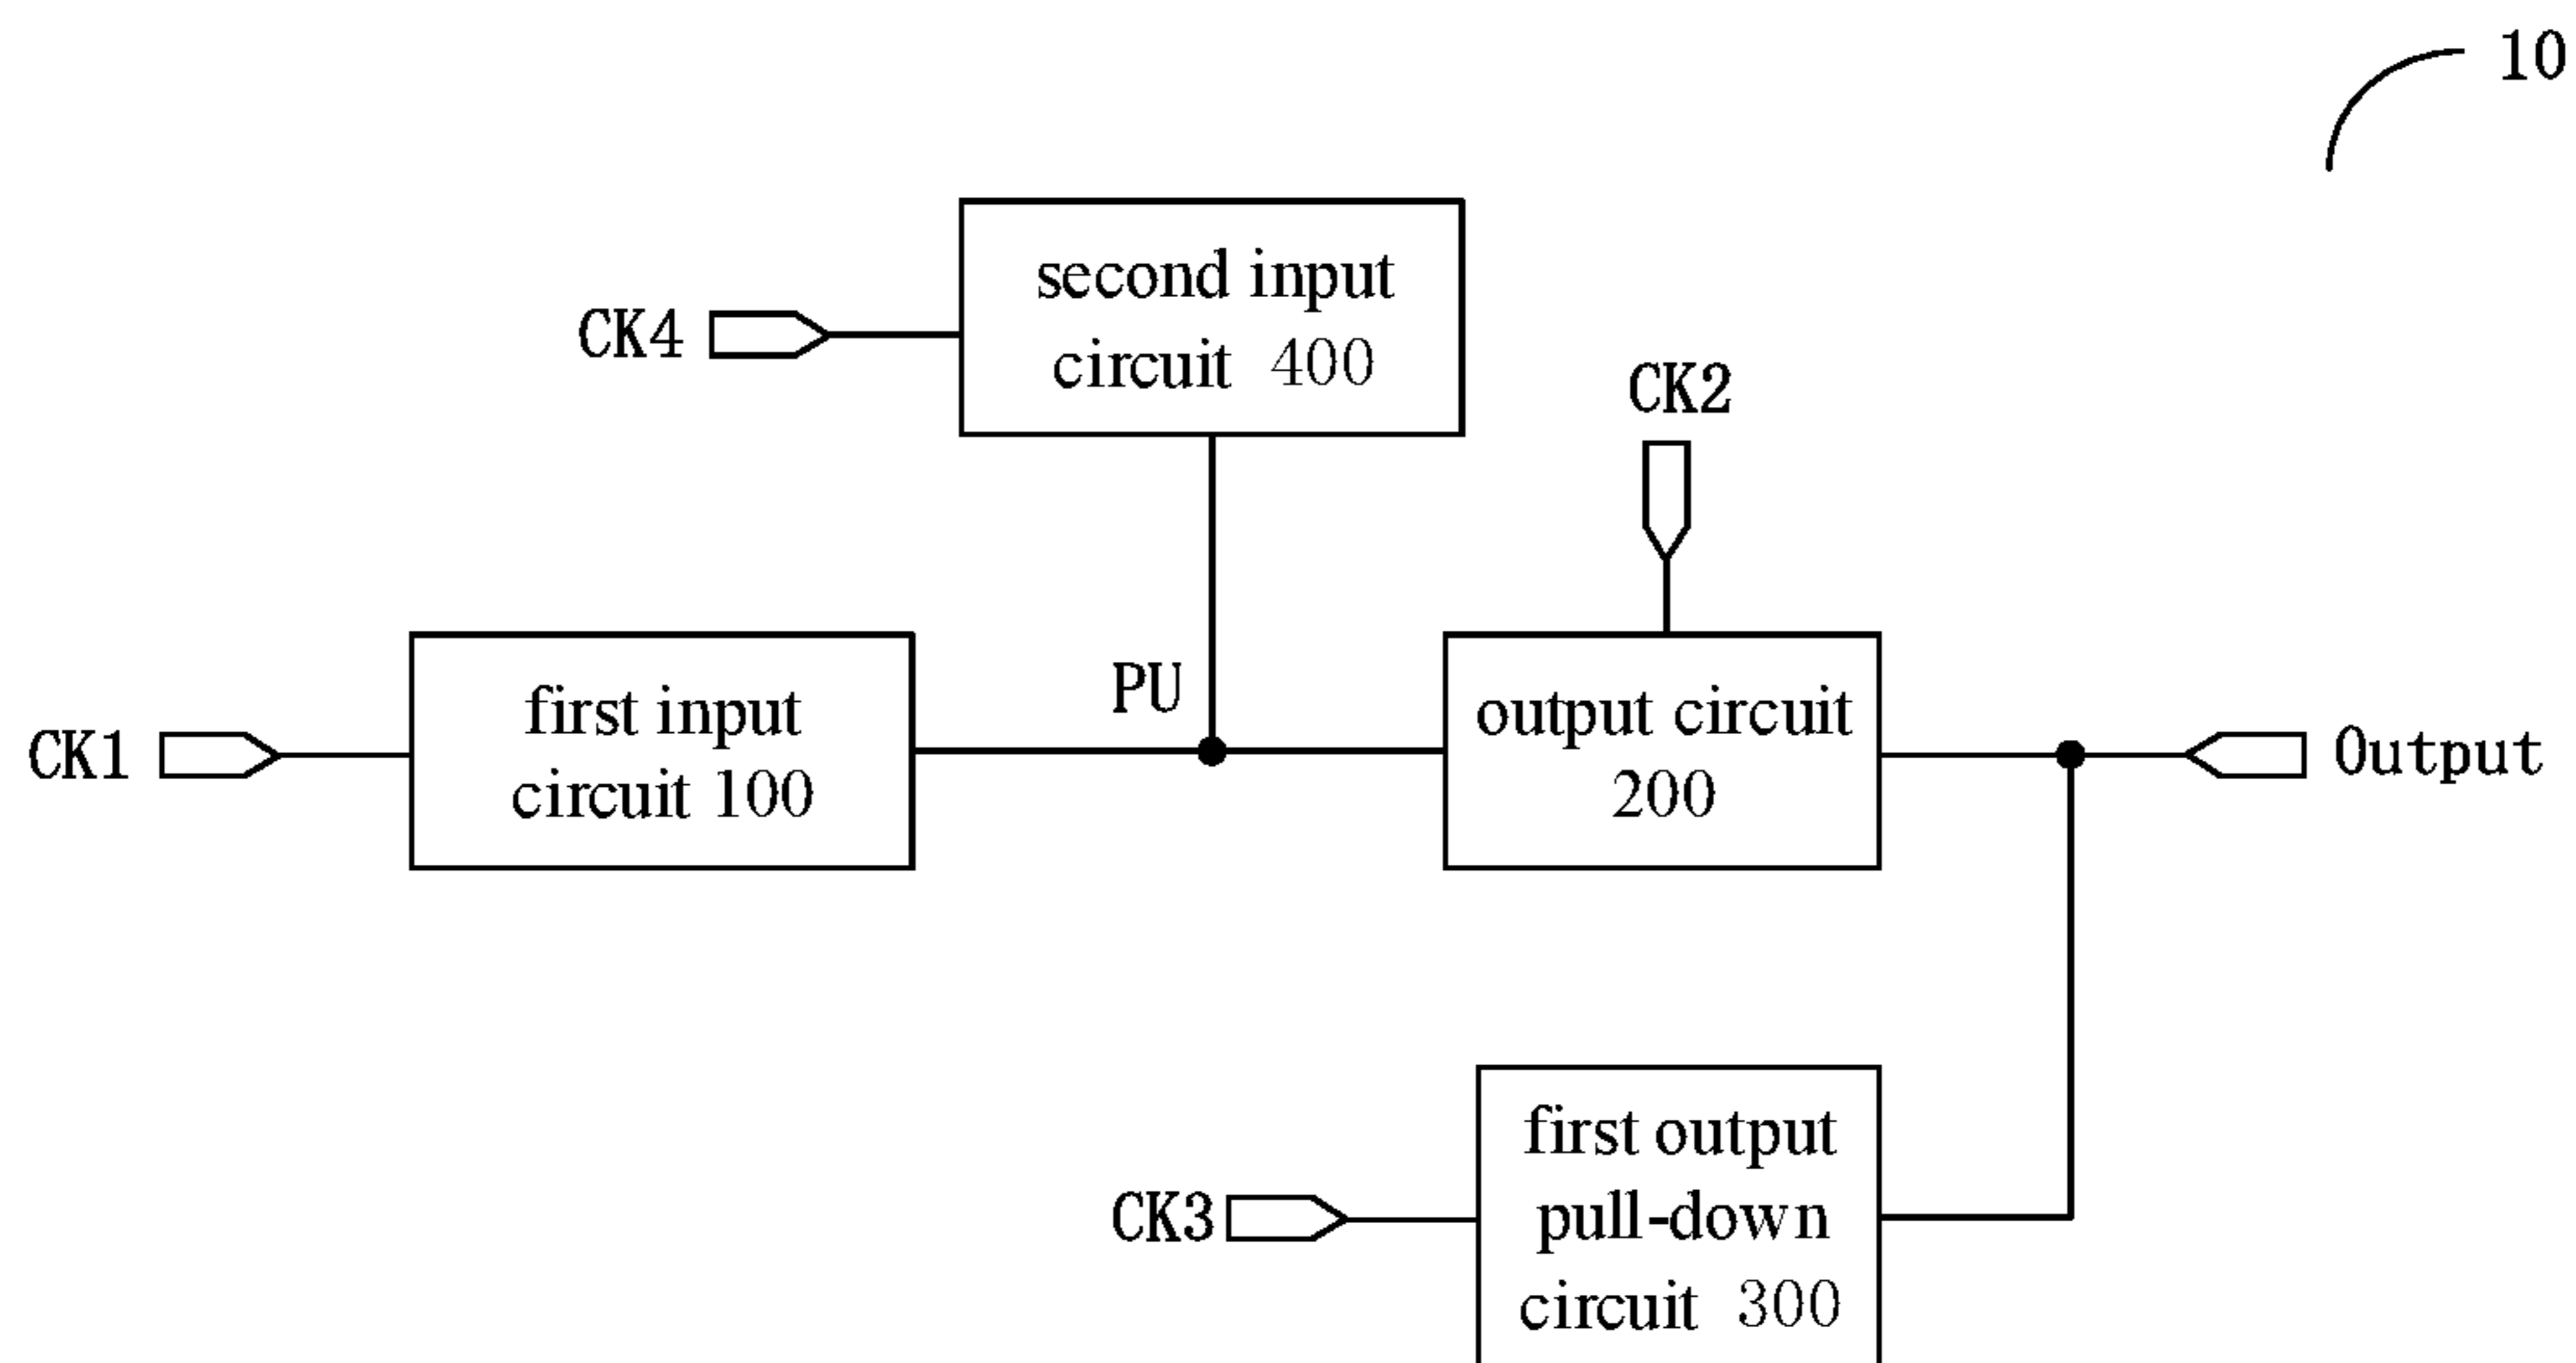 10
second input
circuit 400
CK4
CK2
PU
first input
circuit 100
CK1
output circuit
200
Output
first output
pull-down
circuit 300
CK3